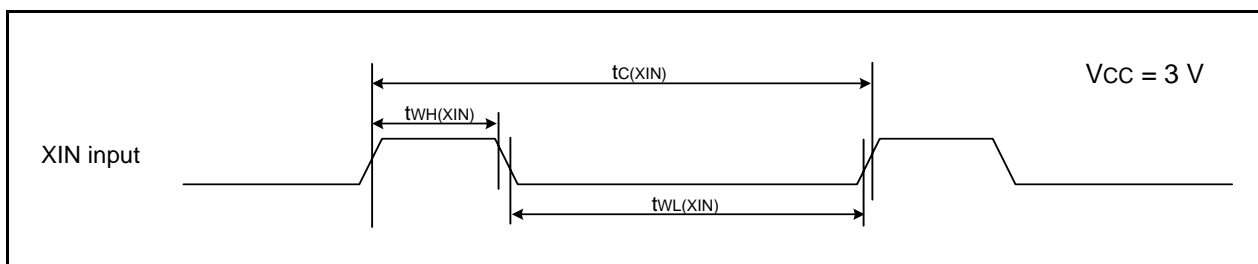 tC(XIN)
VCC = 3 V
tWH(XIN)
XIN input
tWL(XIN)